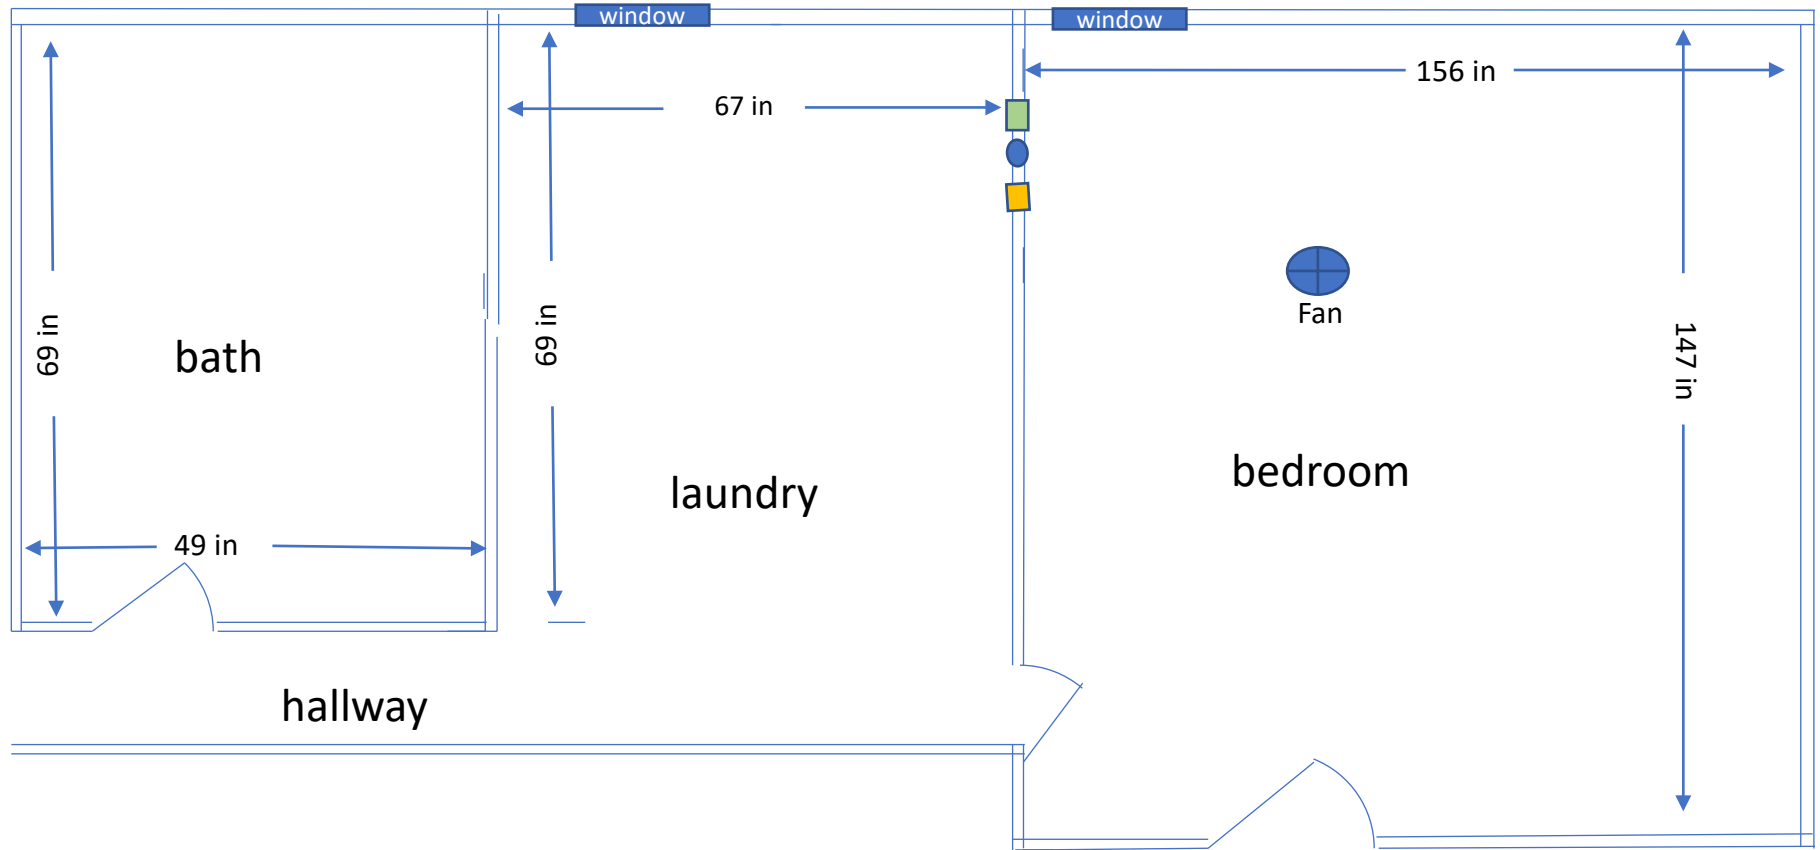 window
window
156 in
67 in
Fan
69 in
69 in
147 in
bath
bedroom
laundry
49 in
hallway